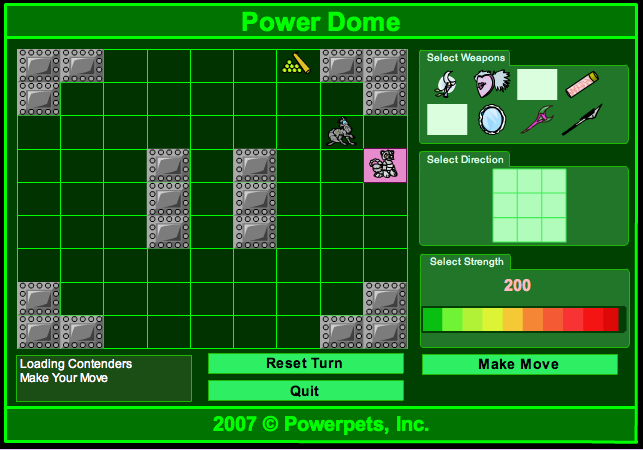 Power Dome
Select Weapons
Select Direction
Select Strength
200
Loading Contenders
Make Your Move
Reset Turn
Quit
Make Move
2007 © Powerpets, Inc.